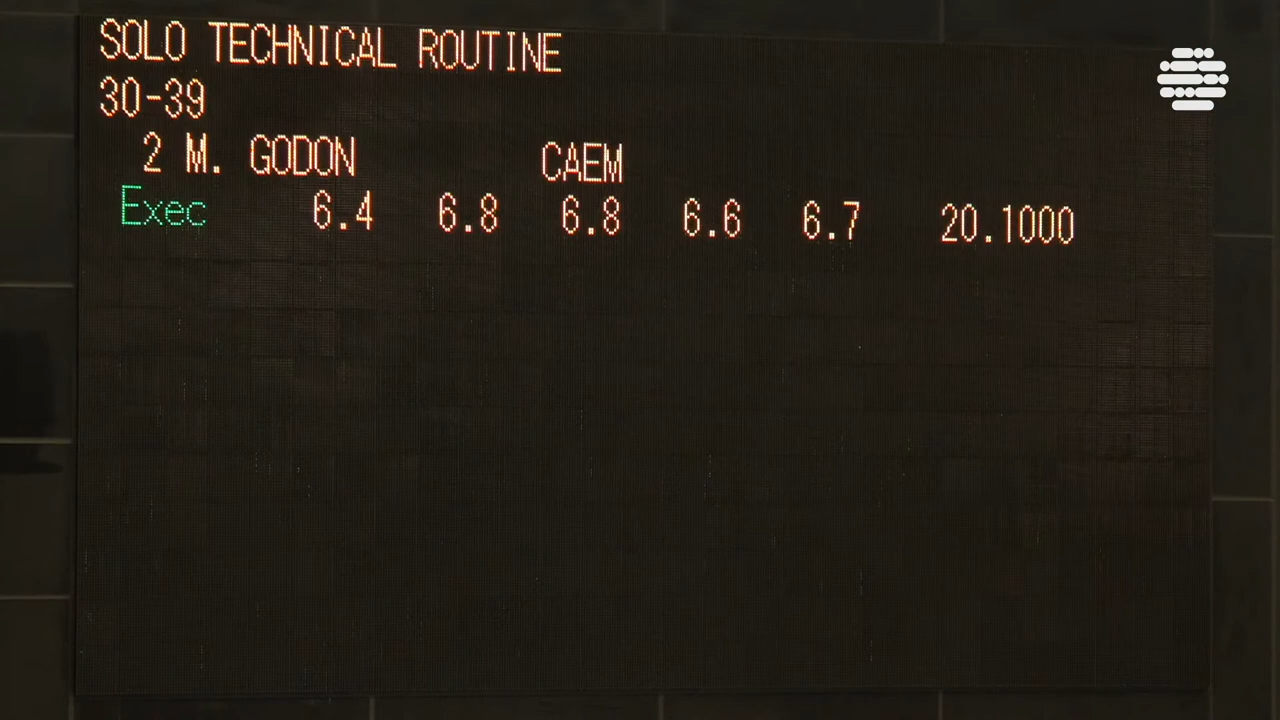 SOLO TECHNICAL ROUTINE
30-39
2 M. GODON CAEM
Exec 6.4 6.8 6.8 6.6 6.7 20.1000